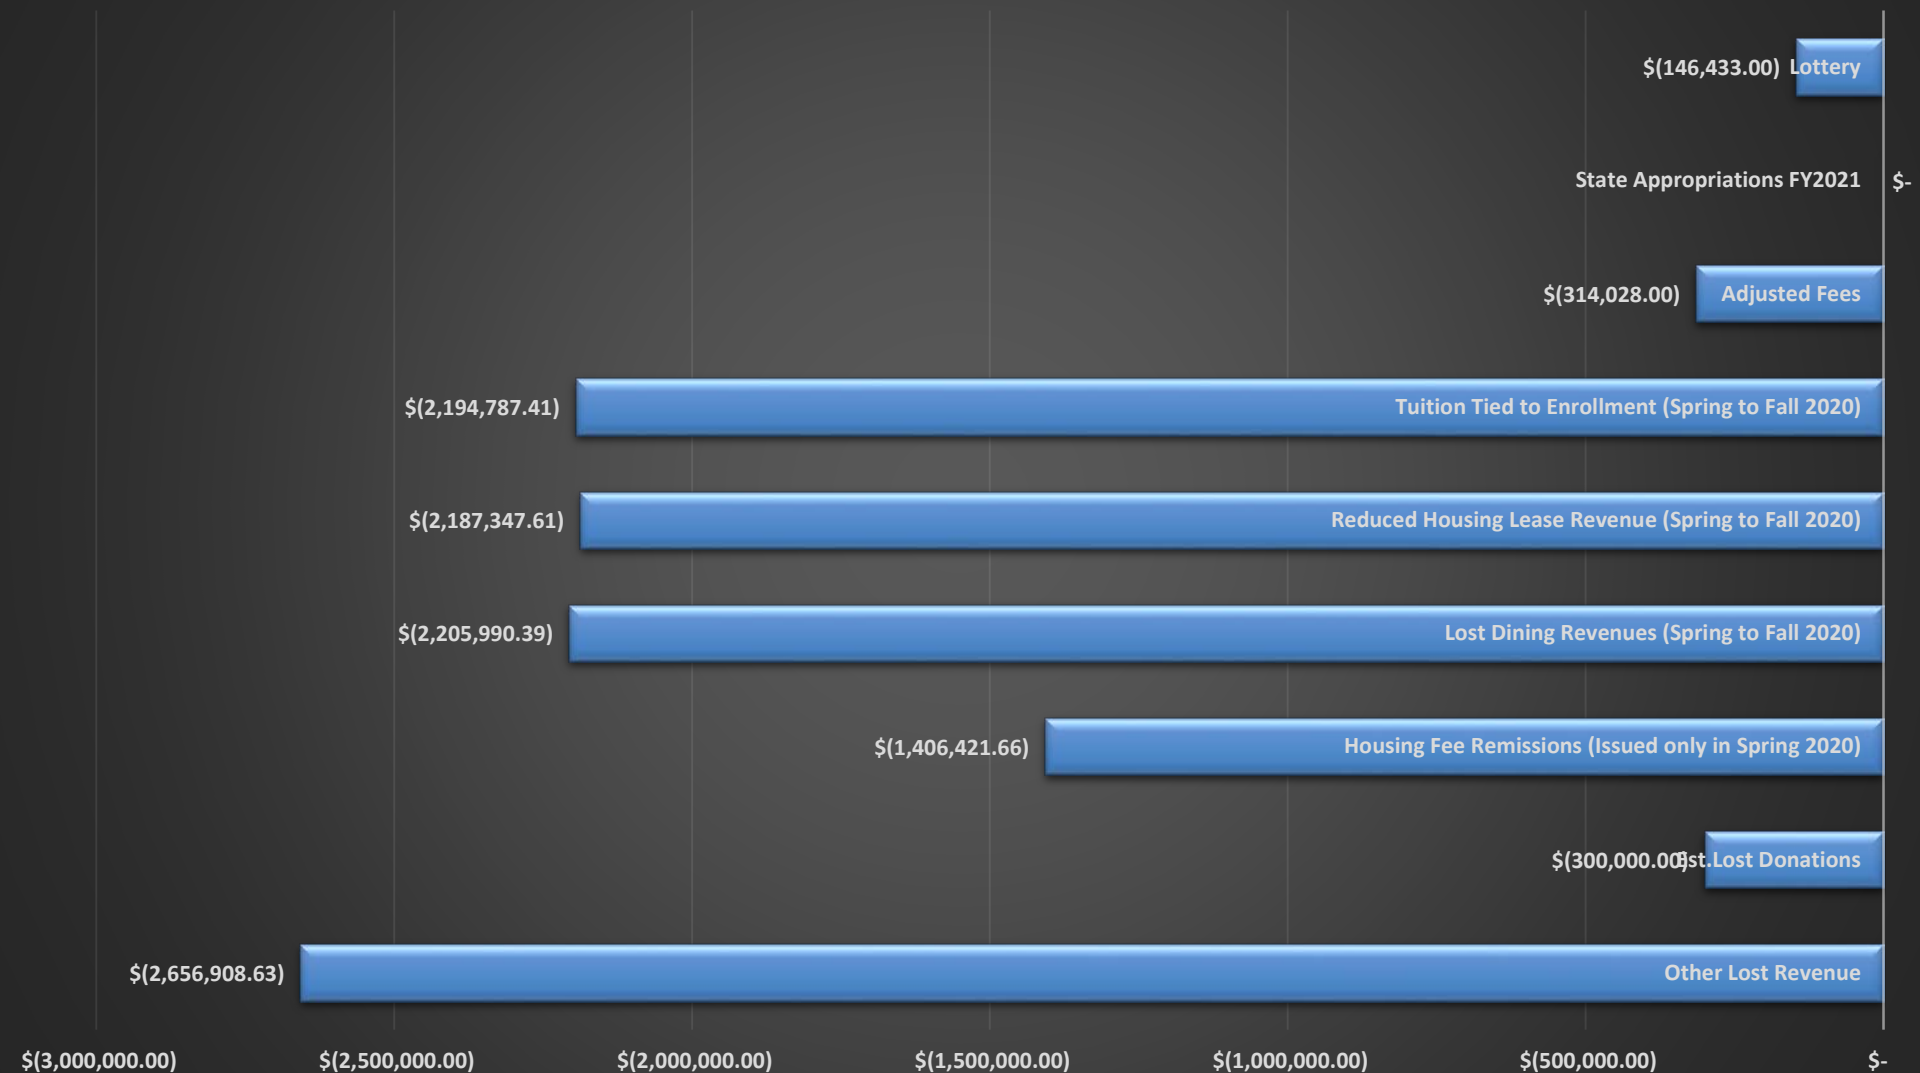 $(146,433.00) Lottery
State Appropriations FY2021 $-
$(314,028.00) Adjusted Fees
$(2,194,787.41) Tuition Tied to Enrollment (Spring to Fall 2020)
$(2,187,347.61) Reduced Housing Lease Revenue (Spring to Fall 2020)
$(2,205,990.39) Lost Dining Revenues (Spring to Fall 2020)
$(1,406,421.66) Housing Fee Remissions (Issued only in Spring 2020)
$(300,000.00) Est.Lost Donations
$(2,656,908.63) Other Lost Revenue
$(3,000,000.00) $(2,500,000.00) $(2,000,000.00) $(1,500,000.00) $(1,000,000.00) $(500,000.00) $-